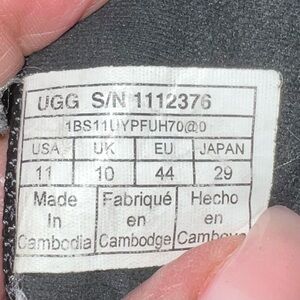 UGG S/N 1112376
1BS11UYPFUH70@0
USA UK EU JAPAN
11 10 44 29
Made Fabriqué Hecho
In en en
Cambodia Cambodge Camboya